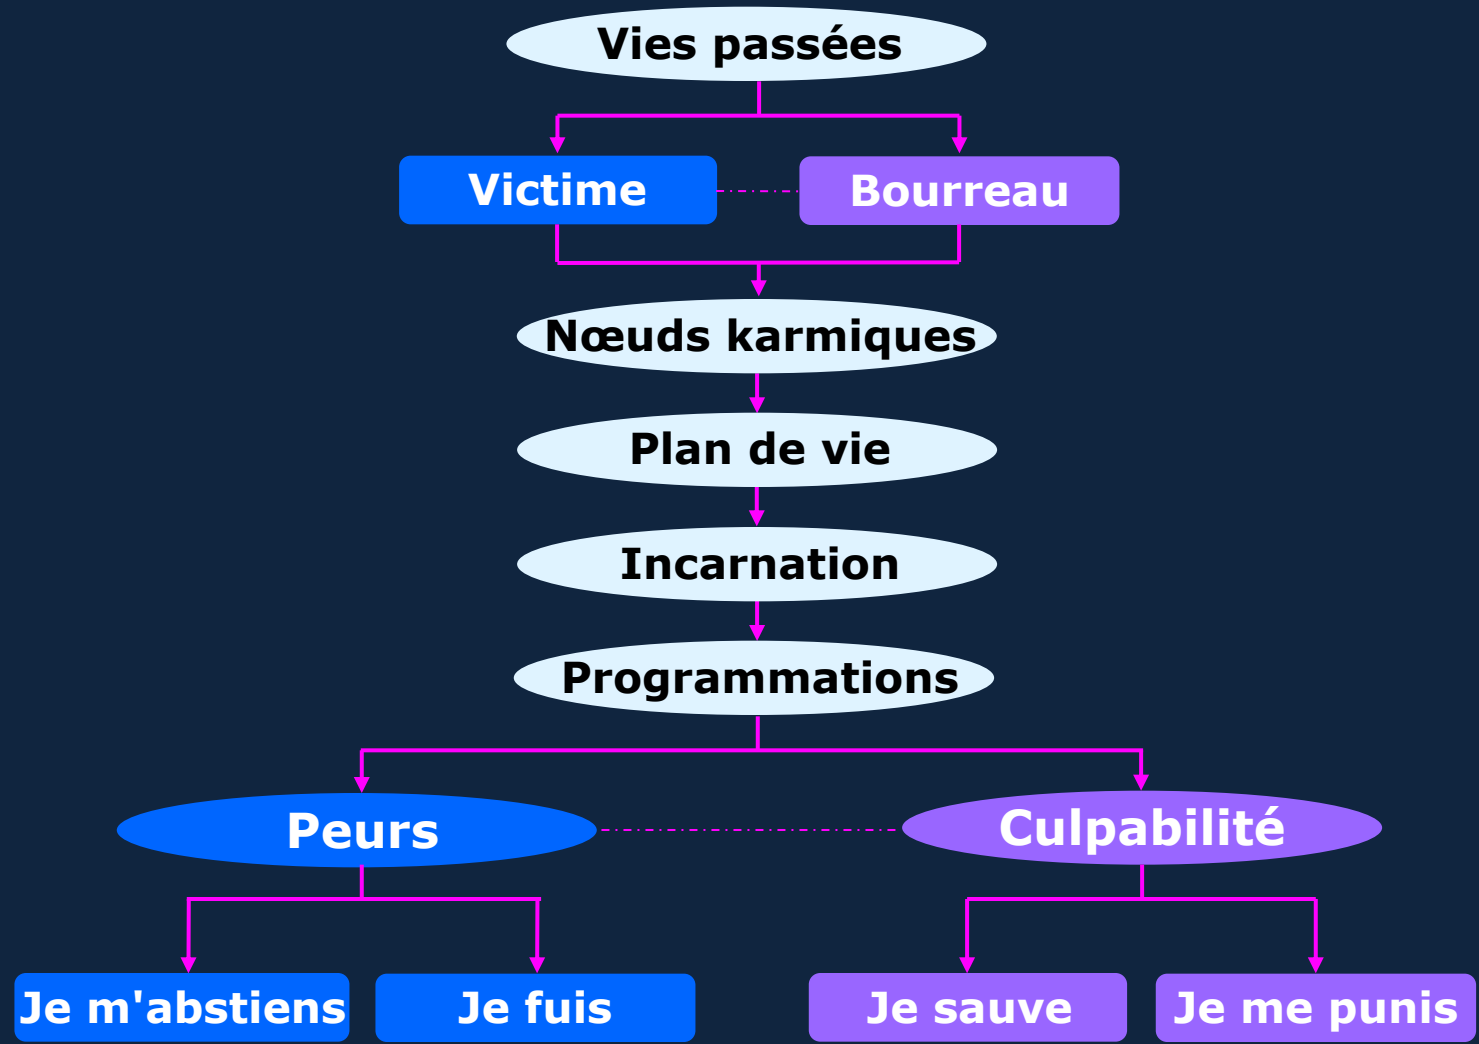 Vies passées
Victime
Bourreau
Nœuds karmiques
Plan de vie
Incarnation
Programmations
Peurs
Culpabilité
Je m'abstiens
Je fuis
Je sauve
Je me punis